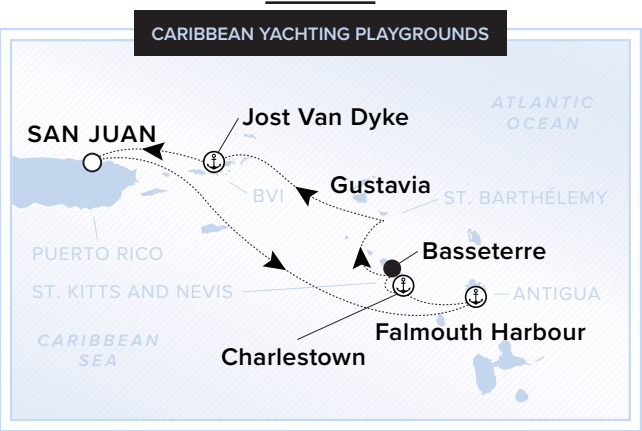 CARIBBEAN YACHTING PLAYGROUNDS
ATLANTIC
OCEAN
Jost Van Dyke
SAN JUAN
Gustavia
BVI
ST. BARTHÉLEMY
PUERTO RICO
Basseterre
ST. KITTS AND NEVIS
ANTIGUA
CARIBBEAN
SEA
Falmouth Harbour
Charlestown